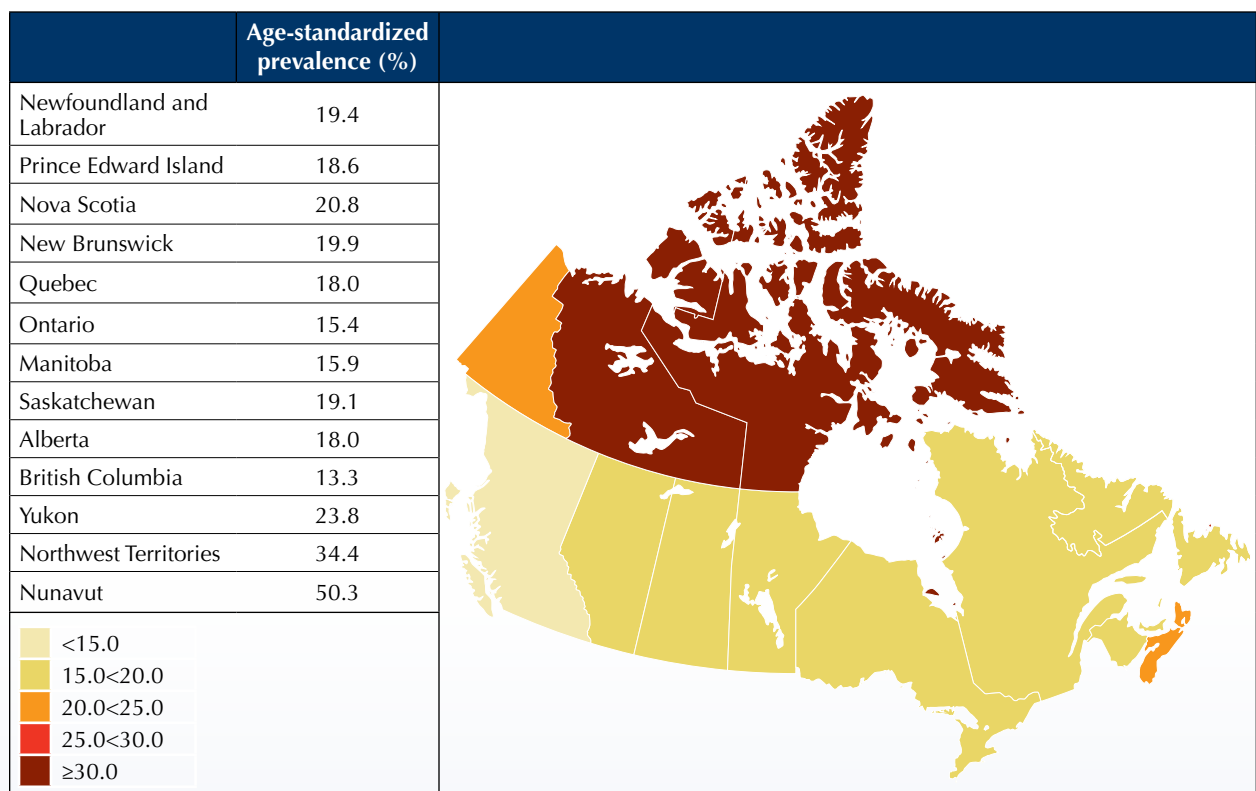 Age-standardized
prevalence (%)
Newfoundland and
Labrador 19.4
Prince Edward Island 18.6
Nova Scotia 20.8
New Brunswick 19.9
Quebec 18.0
Ontario 15.4
Manitoba 15.9
Saskatchewan 19.1
Alberta 18.0
British Columbia 13.3
Yukon 23.8
Northwest Territories 34.4
Nunavut 50.3
<15.0
15.0<20.0
20.0<25.0
25.0<30.0
≥30.0